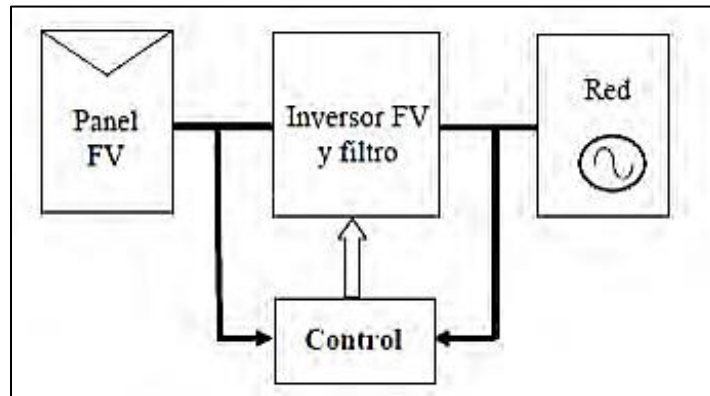 Panel
FV
Inversor FV
y filtro
Red
Control